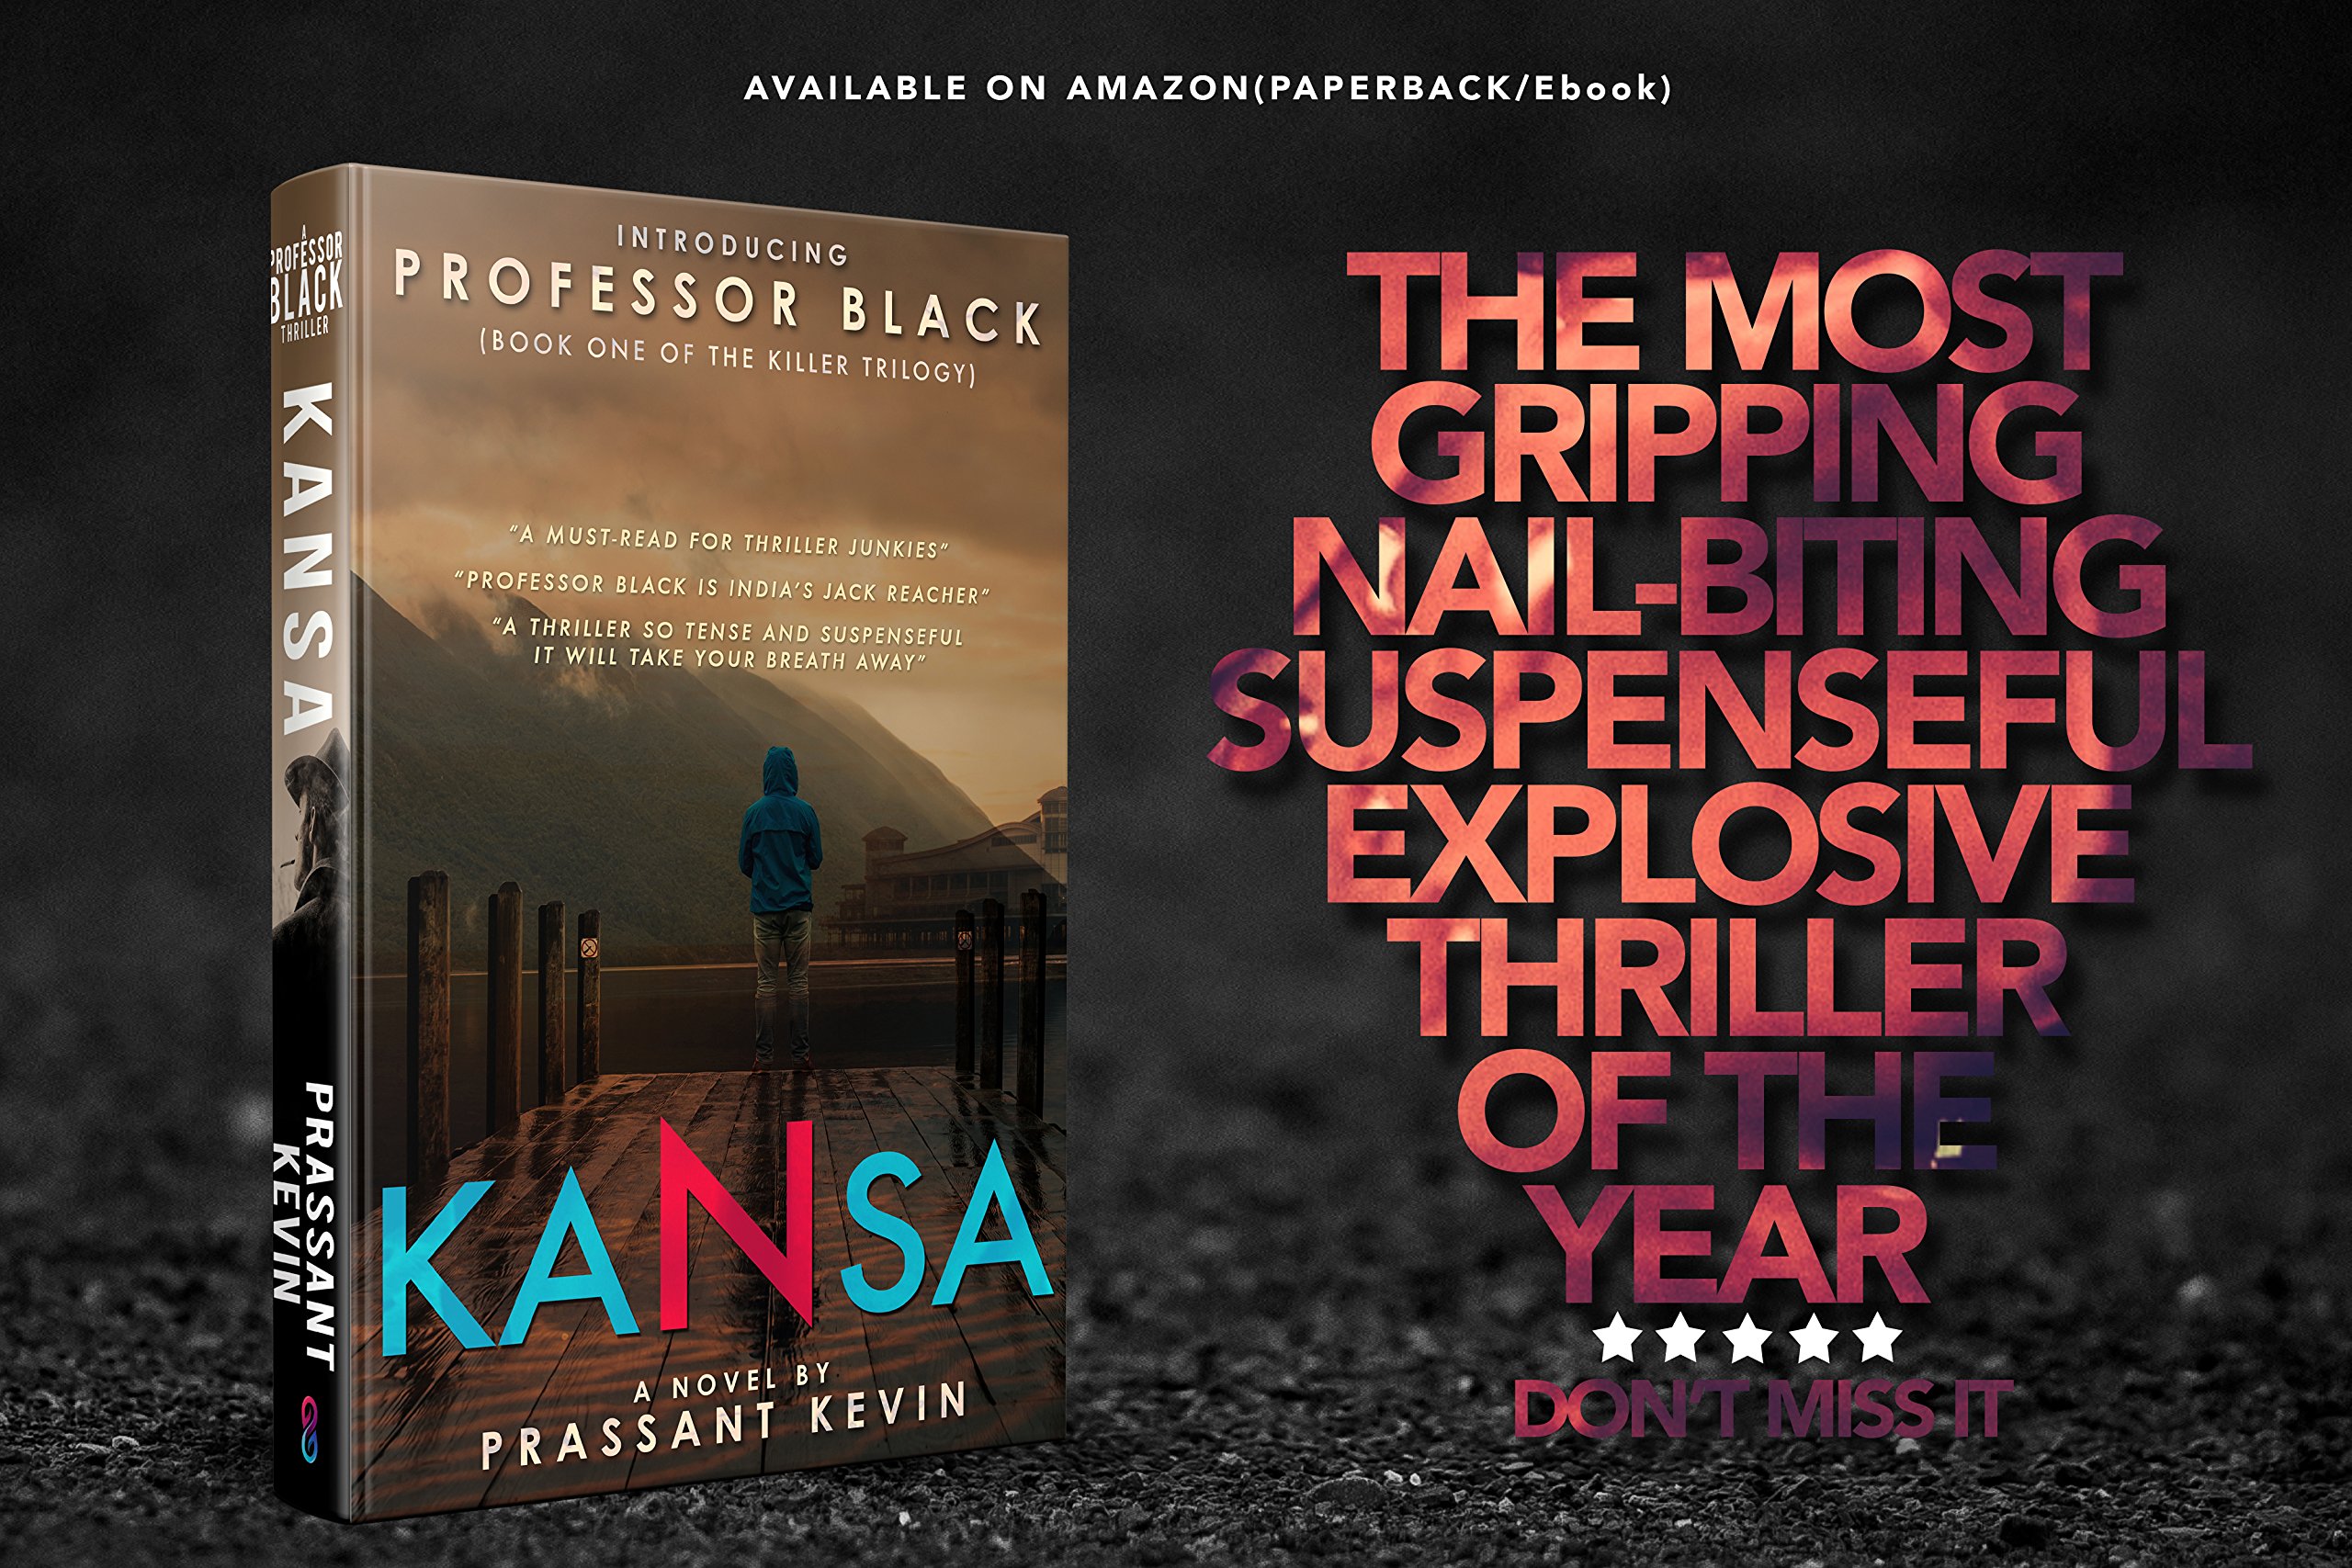 AVAILABLE ON AMAZON(PAPERBACK/Ebook)
A
PROFESSOR
BLACK
THRILLER
KANSA
PRASSANT
KEVIN
INTRODUCING
PROFESSOR BLACK
(BOOK ONE OF THE KILLER TRILOGY)
"A MUST-READ FOR THRILLER JUNKIES"
"PROFESSOR BLACK IS INDIA'S JACK REACHER"
"A THRILLER SO TENSE AND SUSPENSEFUL
IT WILL TAKE YOUR BREATH AWAY"
KANSA
A NOVEL BY
PRASSANT KEVIN
THE MOST
GRIPPING
NAIL-BITING
SUSPENSEFUL
EXPLOSIVE
THRILLER
OF THE
YEAR
DON'T MISS IT